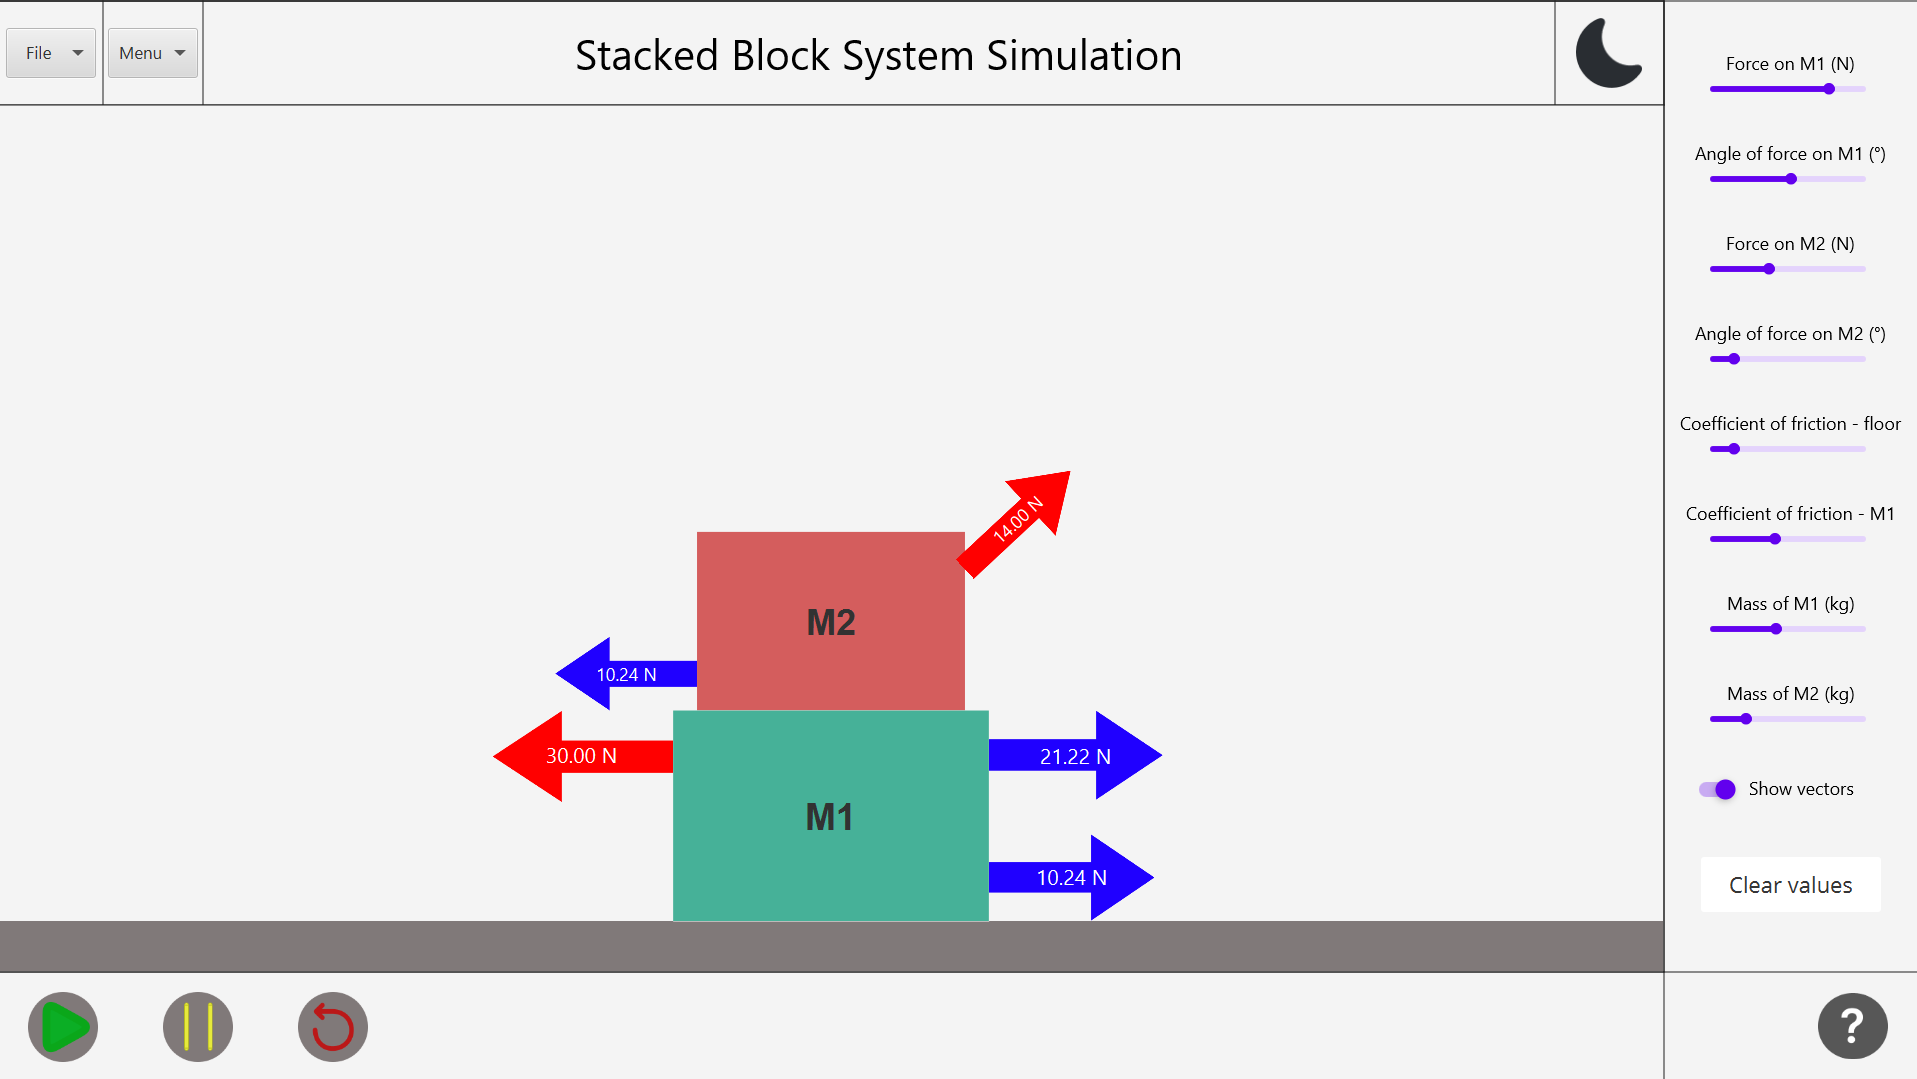 File
Menu
Stacked Block System Simulation
Force on M1 (N)
Angle of force on M1 (°)
Force on M2 (N)
Angle of force on M2 (°)
Coefficient of friction - floor
Coefficient of friction - M1
Mass of M1 (kg)
Mass of M2 (kg)
Show vectors
Clear values
14.00 N
M2
10.24 N
30.00 N
21.22 N
M1
10.24 N
?